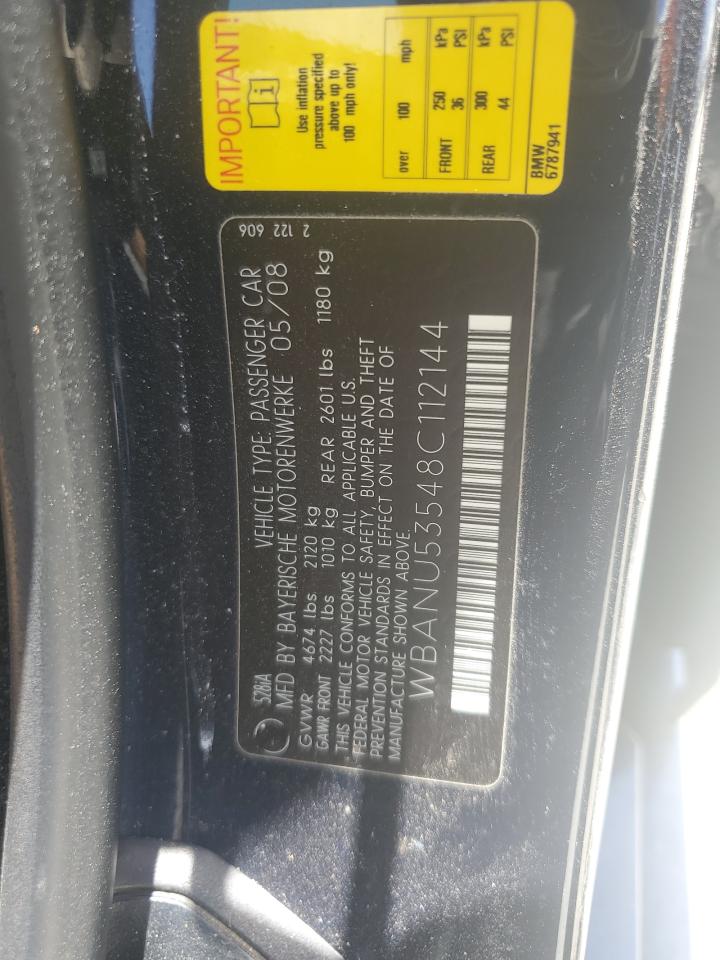 IMPORTANT!
Use inflation
pressure specified
above up to
100 mph only!
over 100 mph
FRONT 250 kPa
36 PSI
REAR 300 kPa
44 PSI
BMW
6787941
2 122 606
528iA VEHICLE TYPE: PASSENGER CAR
MFD BY BAYERISCHE MOTORENWERKE 05/08
GVWR 4674 lbs 2120 kg
GAWR FRONT 2227 lbs 1010 kg REAR 2601 lbs 1180 kg
THIS VEHICLE CONFORMS TO ALL APPLICABLE U.S.
FEDERAL MOTOR VEHICLE SAFETY, BUMPER AND THEFT
PREVENTION STANDARDS IN EFFECT ON THE DATE OF
MANUFACTURE SHOWN ABOVE.
WBANU53548C112144